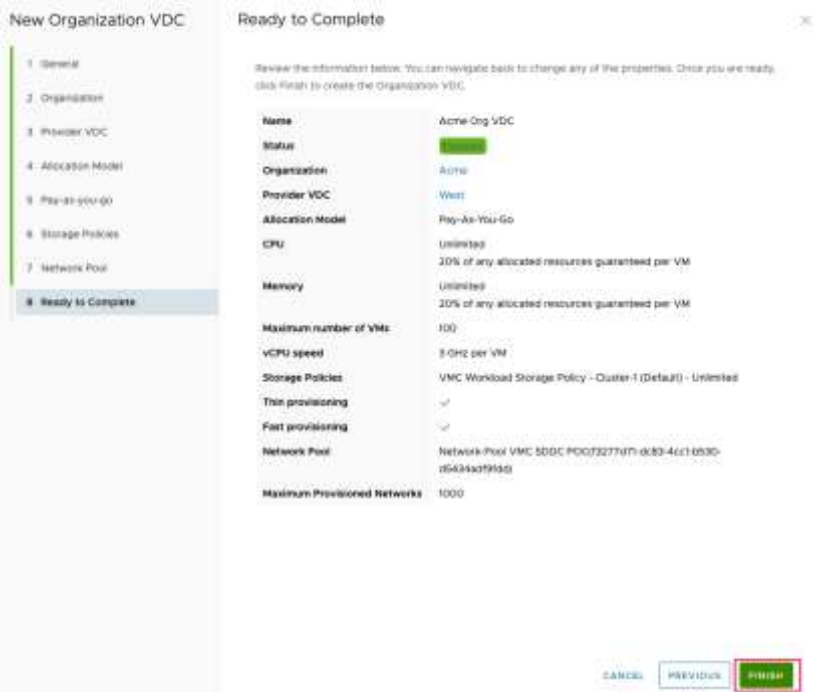 New Organization VDC
1 General
2 Organization
3 Provider VDC
4 Allocation Model
5 Pay-as-you-go
6 Storage Policies
7 Network Pool
8 Ready to Complete
Ready to Complete
Review the information below. You can navigate back to change any of the properties. Once you are ready,
click Finish to create the Organization VDC.
Name Acme Org VDC
Status
Organization Acme
Provider VDC West
Allocation Model Pay-As-You-Go
CPU Unlimited
20% of any allocated resources guaranteed per VM
Memory Unlimited
20% of any allocated resources guaranteed per VM
Maximum number of VMs 100
vCPU speed 3 GHz per VM
Storage Policies VMC Workload Storage Policy - Cluster-1 (Default) - Unlimited
Thin provisioning ✓
Fast provisioning ✓
Network Pool Network Pool VMC SDDC
Maximum Provisioned Networks 1000
CANCEL PREVIOUS FINISH